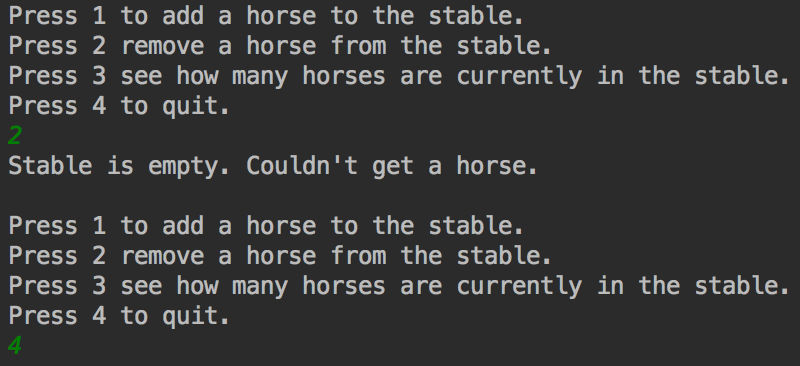 Press 1 to add a horse to the stable.
Press 2 remove a horse from the stable.
Press 3 see how many horses are currently in the stable.
Press 4 to quit.
2
Stable is empty. Couldn't get a horse.
Press 1 to add a horse to the stable.
Press 2 remove a horse from the stable.
Press 3 see how many horses are currently in the stable.
Press 4 to quit.
4